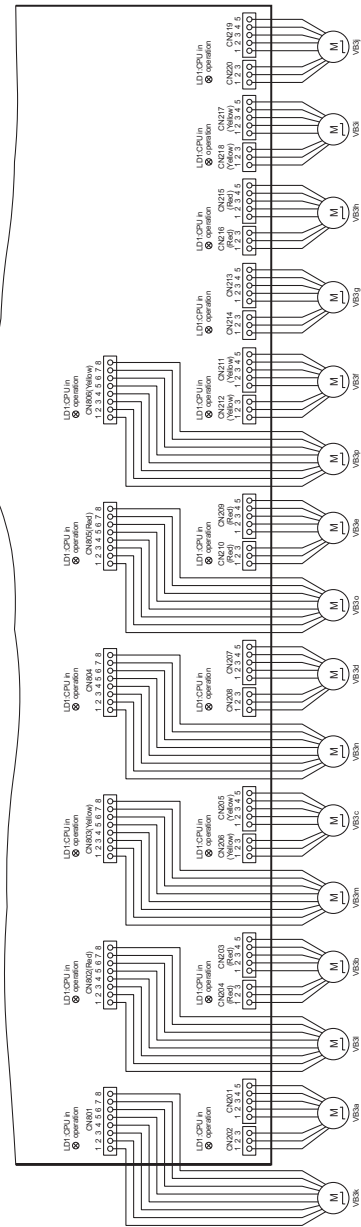 LD1:CPU in
operation
CN801
1 2 3 4 5 6 7 8
LD1:CPU in
operation
CN802(Red)
1 2 3 4 5 6 7 8
LD1:CPU in
operation
CN803(Yellow)
1 2 3 4 5 6 7 8
LD1:CPU in
operation
CN804
1 2 3 4 5 6 7 8
LD1:CPU in
operation
CN805(Red)
1 2 3 4 5 6 7 8
LD1:CPU in
operation
CN806(Yellow)
1 2 3 4 5 6 7 8
LD1:CPU in
operation
CN202
1 2 3
CN201
1 2 3 4 5
LD1:CPU in
operation
CN204
(Red)
1 2 3
CN203
(Red)
1 2 3 4 5
LD1:CPU in
operation
CN206
(Yellow)
1 2 3
CN205
(Yellow)
1 2 3 4 5
LD1:CPU in
operation
CN208
1 2 3
CN207
1 2 3 4 5
LD1:CPU in
operation
CN210
(Red)
1 2 3
CN209
(Red)
1 2 3 4 5
LD1:CPU in
operation
CN212
(Yellow)
1 2 3
CN211
(Yellow)
1 2 3 4 5
LD1:CPU in
operation
CN214
1 2 3
CN213
1 2 3 4 5
LD1:CPU in
operation
CN216
(Red)
1 2 3
CN215
(Red)
1 2 3 4 5
LD1:CPU in
operation
CN218
(Yellow)
1 2 3
CN217
(Yellow)
1 2 3 4 5
LD1:CPU in
operation
CN220
1 2 3
CN219
1 2 3 4 5
M
VB3k
M
VB3a
M
VB3l
M
VB3b
M
VB3m
M
VB3c
M
VB3n
M
VB3d
M
VB3o
M
VB3e
M
VB3p
M
VB3f
M
VB3g
M
VB3h
M
VB3i
M
VB3j